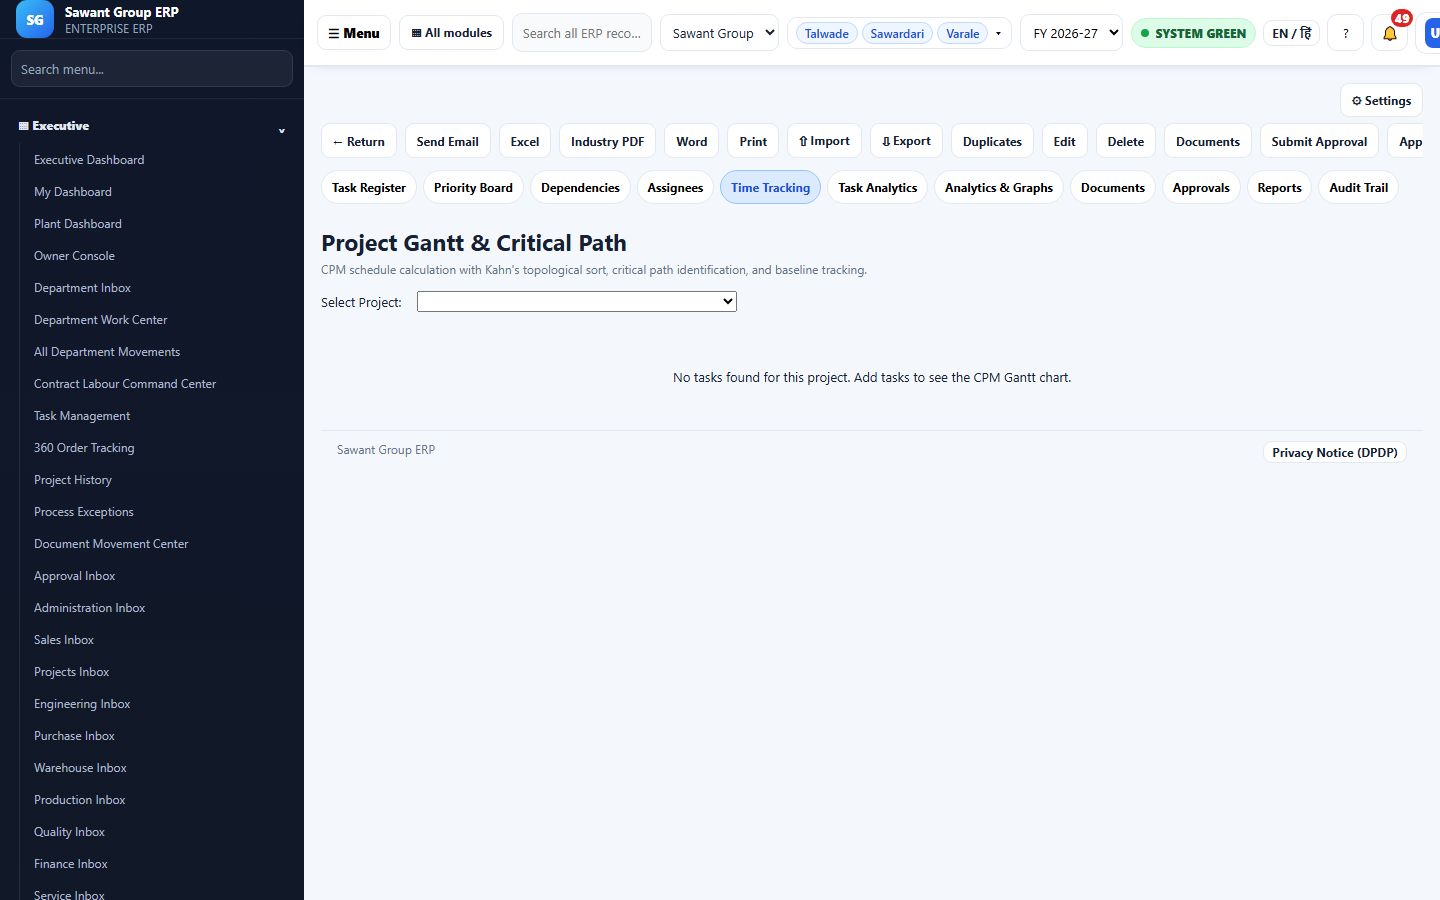 SG
Sawant Group ERP
ENTERPRISE ERP
Search menu...
Executive
Executive Dashboard
My Dashboard
Plant Dashboard
Owner Console
Department Inbox
Department Work Center
All Department Movements
Contract Labour Command Center
Task Management
360 Order Tracking
Project History
Process Exceptions
Document Movement Center
Approval Inbox
Administration Inbox
Sales Inbox
Projects Inbox
Engineering Inbox
Purchase Inbox
Warehouse Inbox
Production Inbox
Quality Inbox
Finance Inbox
Service Inbox
☰ Menu All modules Search all ERP reco... Sawant Group Talwade Sawardari Varale FY 2026-27 SYSTEM GREEN EN / हिं ? 49 U
⚙ Settings
← Return Send Email Excel Industry PDF Word Print ⇧ Import ⇩ Export Duplicates Edit Delete Documents Submit Approval App
Task Register Priority Board Dependencies Assignees Time Tracking Task Analytics Analytics & Graphs Documents Approvals Reports Audit Trail
Project Gantt & Critical Path
CPM schedule calculation with Kahn's topological sort, critical path identification, and baseline tracking.
Select Project:
No tasks found for this project. Add tasks to see the CPM Gantt chart.
Sawant Group ERP
Privacy Notice (DPDP)